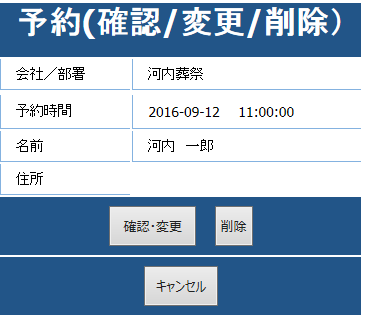 予約(確認/変更/削除）
会社／部署 河内葬祭
予約時間 2016-09-12 11:00:00
名前 河内　一郎
住所
確認･変更 削除
キャンセル